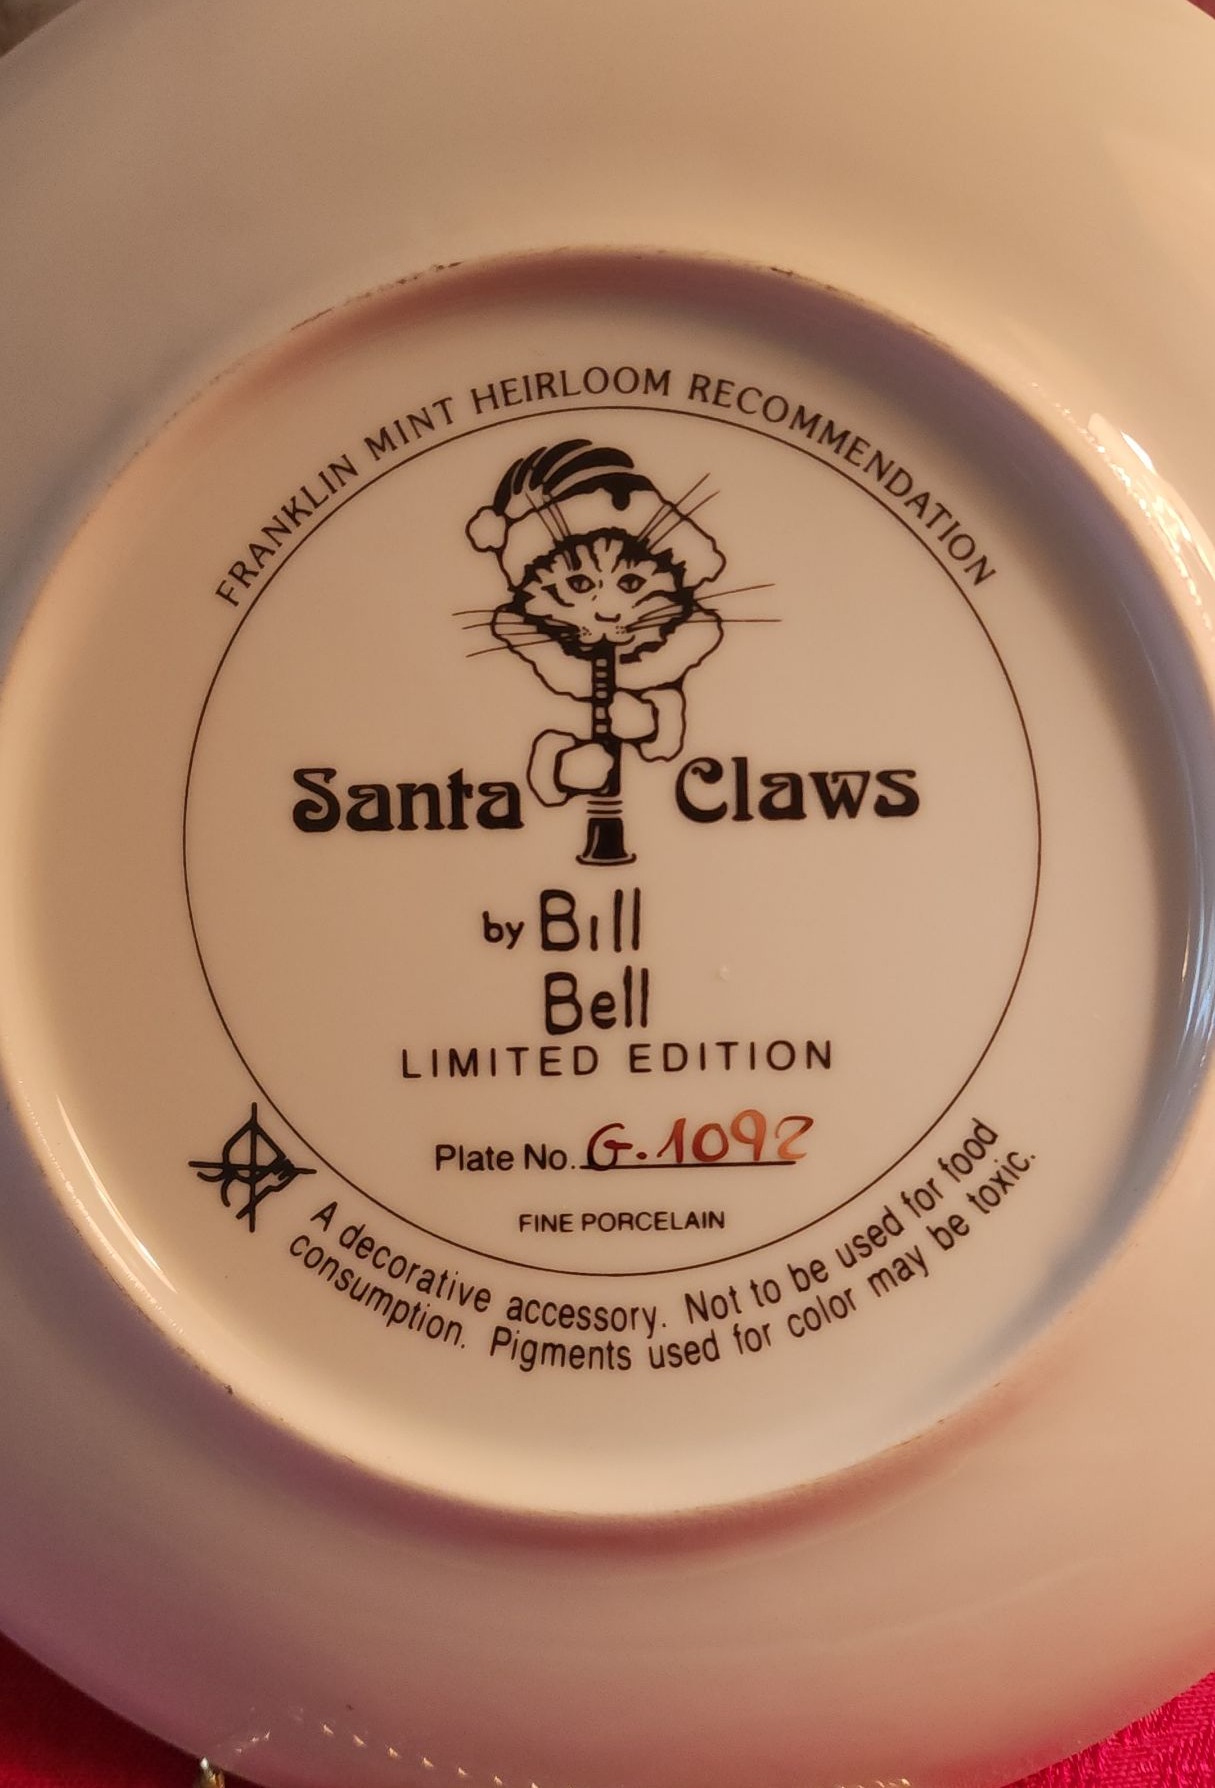 FRANKLIN MINT HEIRLOOM RECOMMENDATION
Santa Claws
by Bill
Bell
LIMITED EDITION
Plate No. G.1092
FINE PORCELAIN
A decorative accessory. Not to be used for food
consumption. Pigments used for color may be toxic.